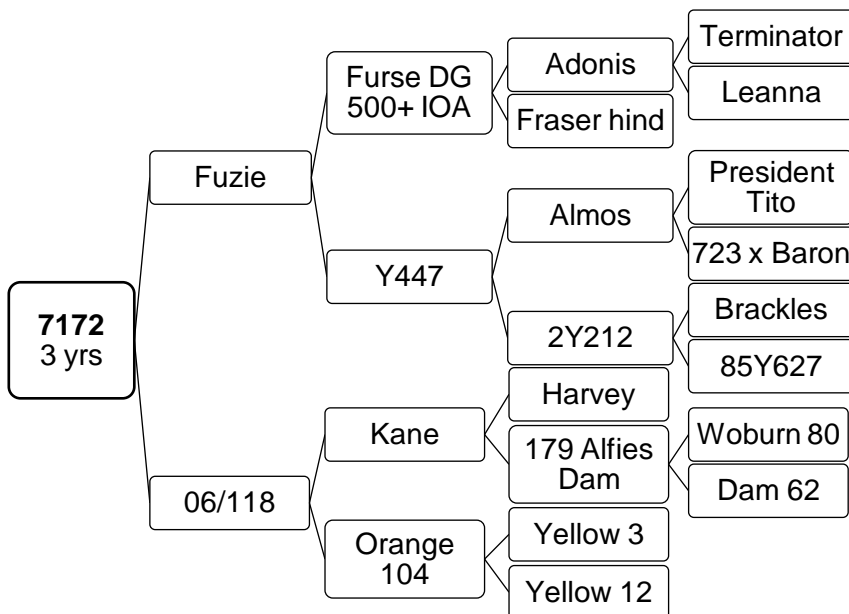 7172
3 yrs
Fuzie
06/118
Furse DG
500+ IOA
Y447
Kane
Orange
104
Adonis
Fraser hind
Almos
2Y212
Harvey
179 Alfies
Dam
Yellow 3
Yellow 12
Terminator
Leanna
President
Tito
723 x Baron
Brackles
85Y627
Woburn 80
Dam 62